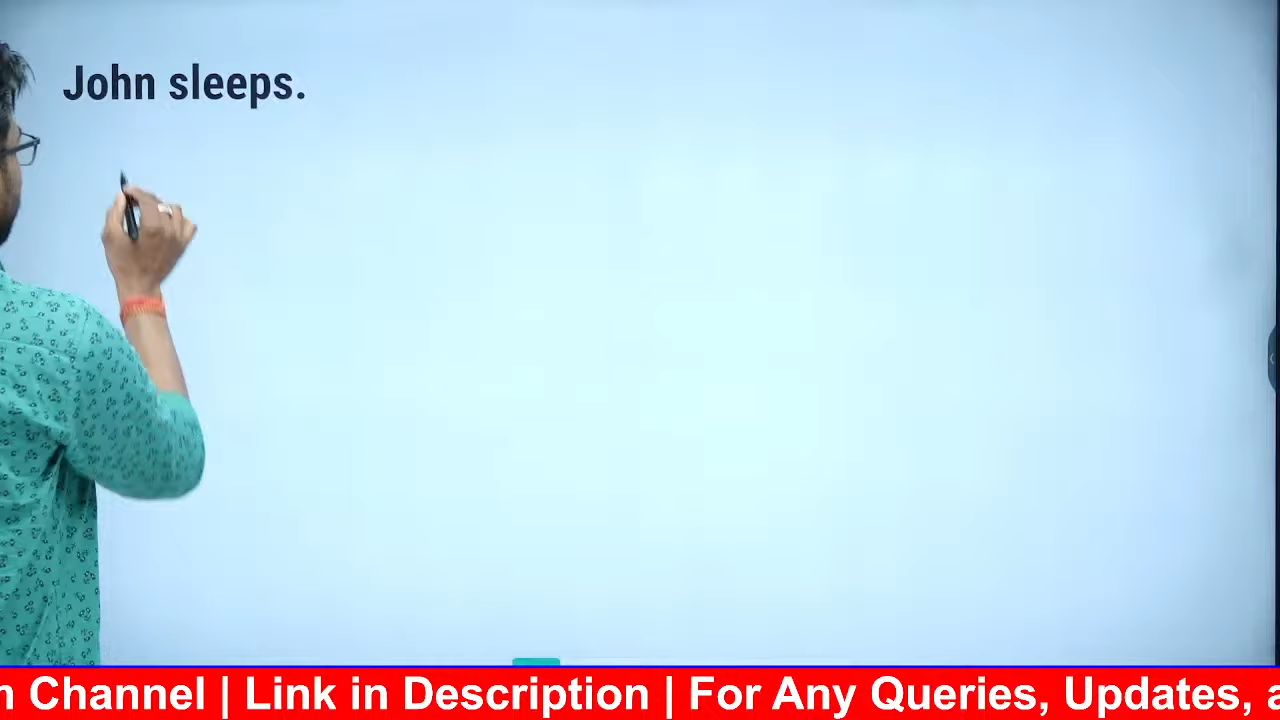 John sleeps.
n Channel | Link in Description | For Any Queries, Updates, a